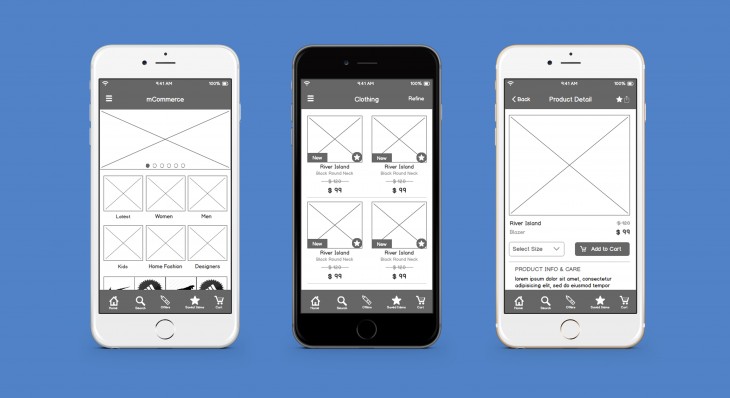 9:41 AM 100%
mCommerce
Latest Women Men
Kids Home Fashion Designers
Home Search Offers Saved Items Cart
9:41 AM 100%
Clothing Refine
New New
River Island River Island
Black Round Neck Black Round Neck
$ 120 $ 120
$ 99 $ 99
New New
River Island River Island
Black Round Neck Black Round Neck
$ 120 $ 120
$ 99 $ 99
Home Search Offers Saved Items Cart
9:41 AM 100%
Back Product Detail
River Island $ 120
Blazer $ 99
Select Size Add to Cart
PRODUCT INFO & CARE
lorem ipsum dolor sit amet, consectetur
adipisicing elit, sed do eiusmod tempor
Home Search Offers Saved Items Cart